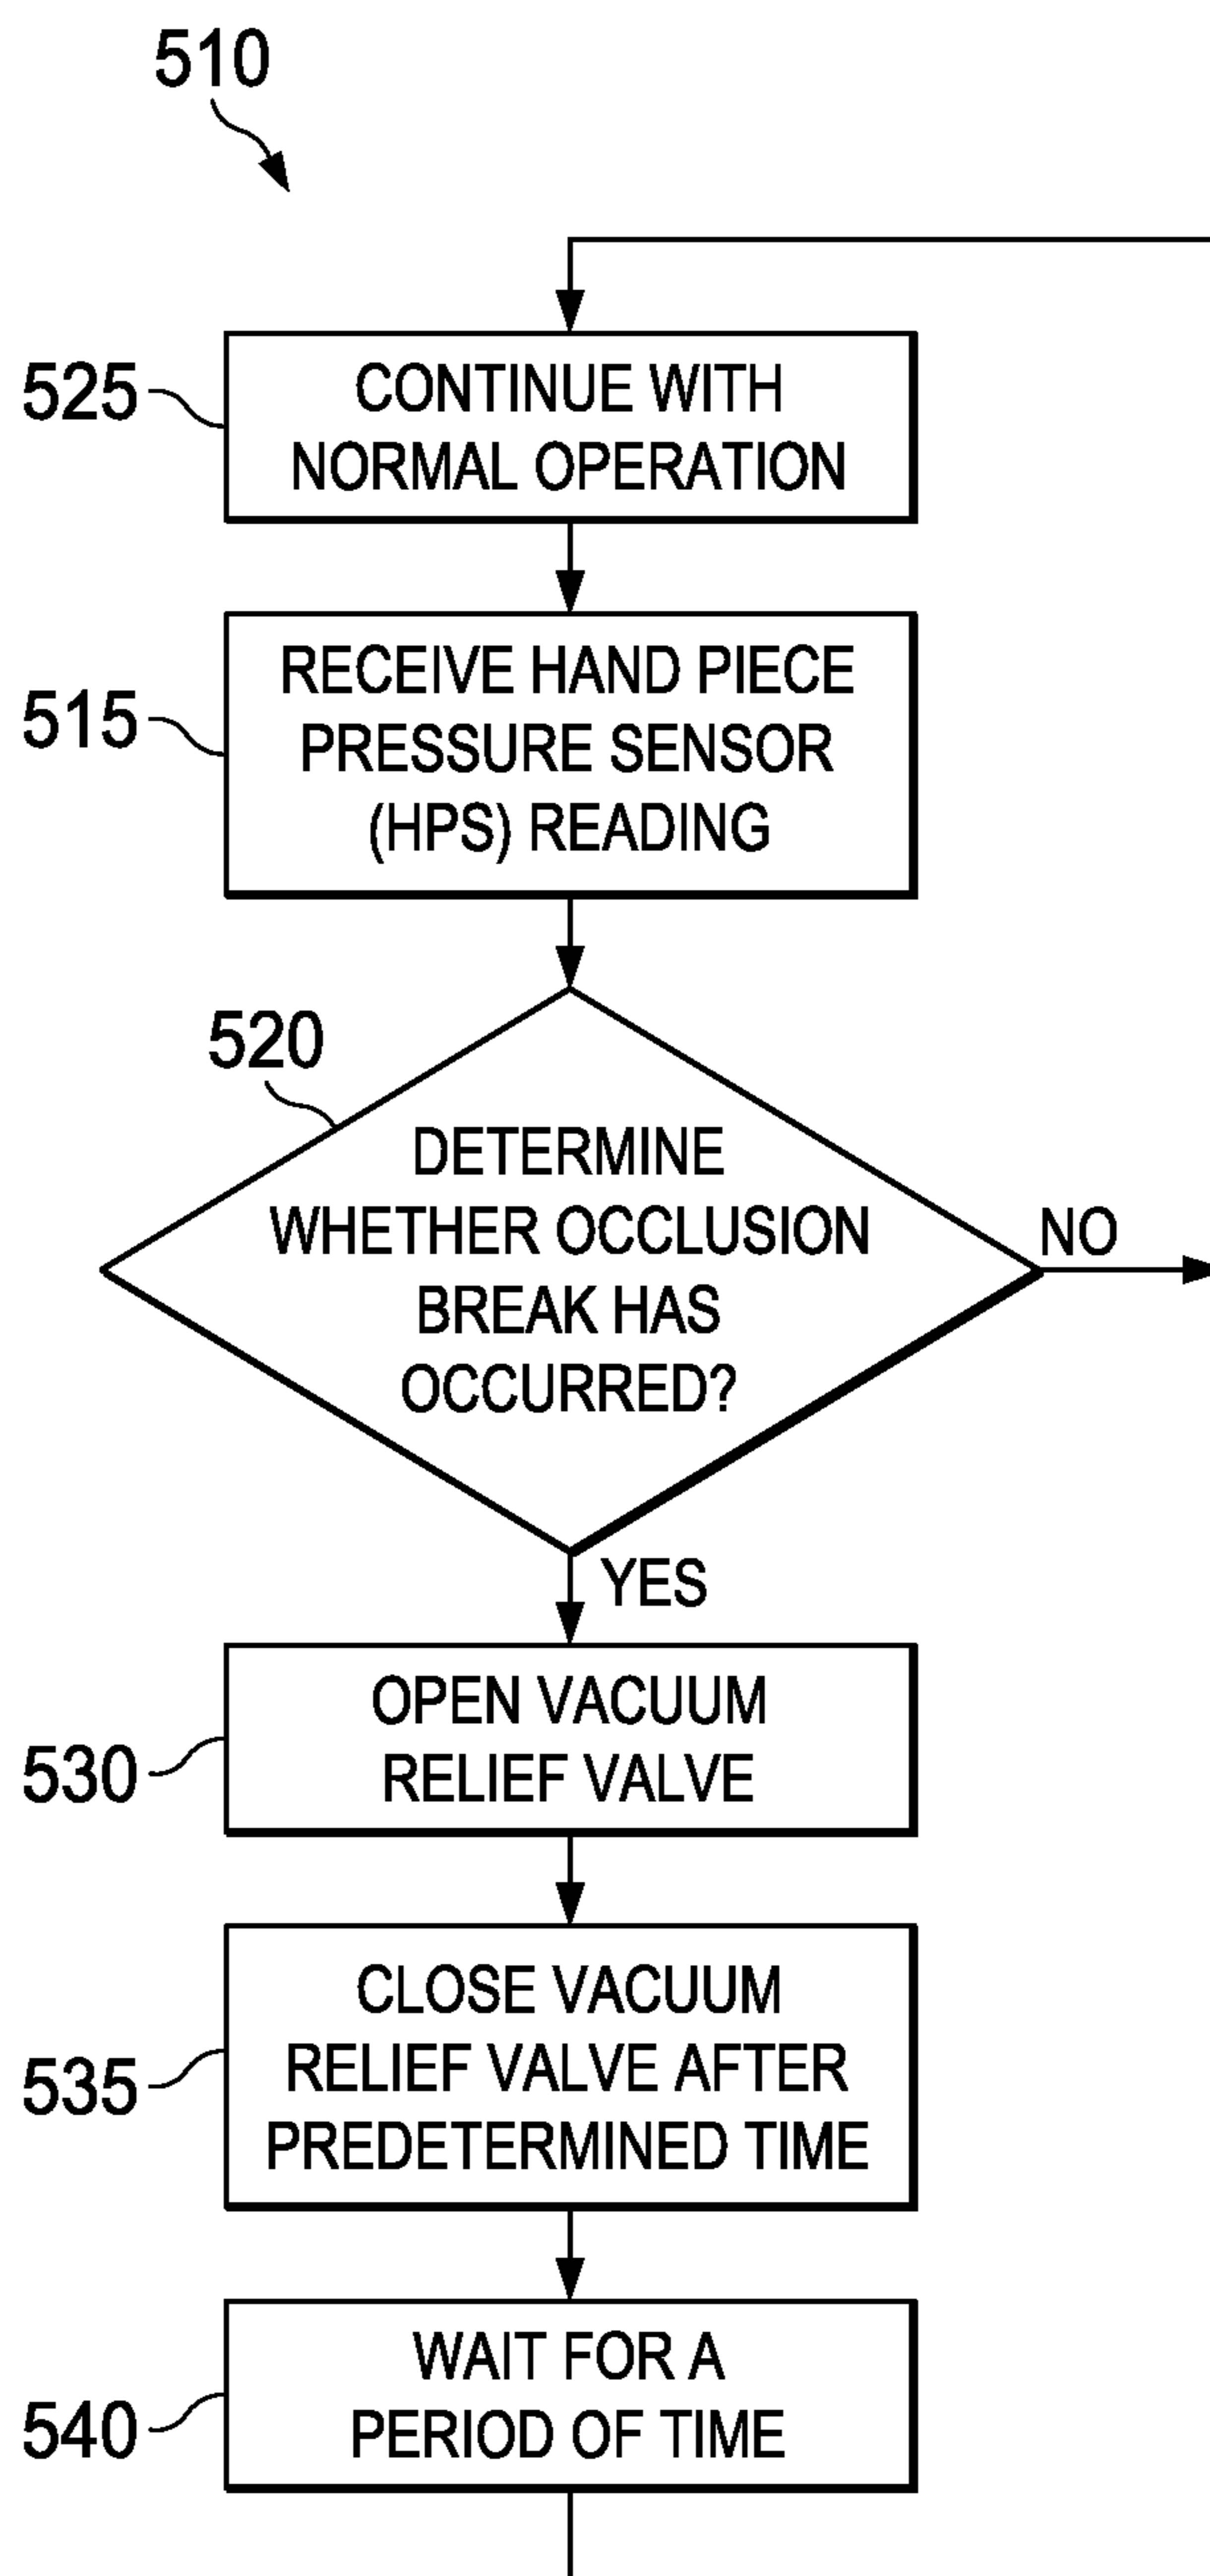 510
525
CONTINUE WITH
NORMAL OPERATION
515
RECEIVE HAND PIECE
PRESSURE SENSOR
(HPS) READING
520
DETERMINE
WHETHER OCCLUSION
BREAK HAS
OCCURRED?
NO
YES
530
OPEN VACUUM
RELIEF VALVE
535
CLOSE VACUUM
RELIEF VALVE AFTER
PREDETERMINED TIME
540
WAIT FOR A
PERIOD OF TIME